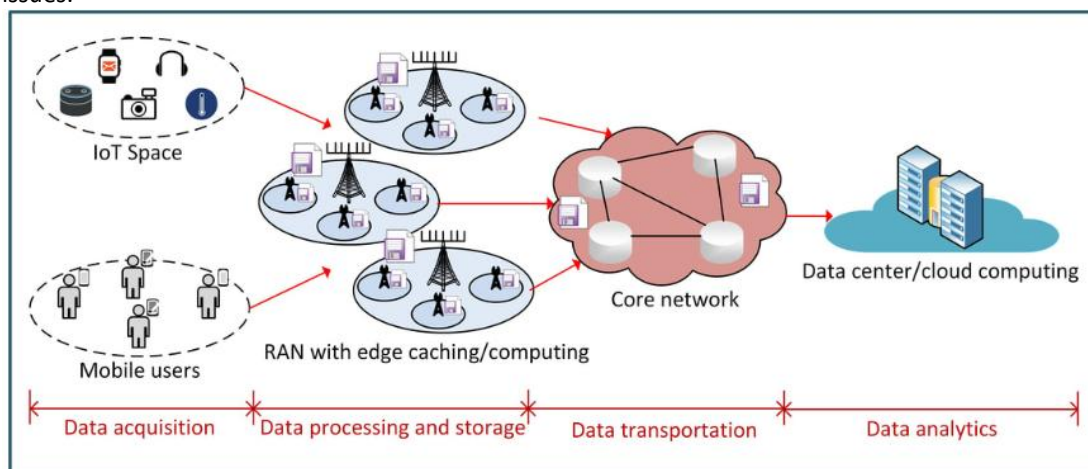 issues.
IoT Space
Mobile users
RAN with edge caching/computing
Core network
Data center/cloud computing
Data acquisition
Data processing and storage
Data transportation
Data analytics